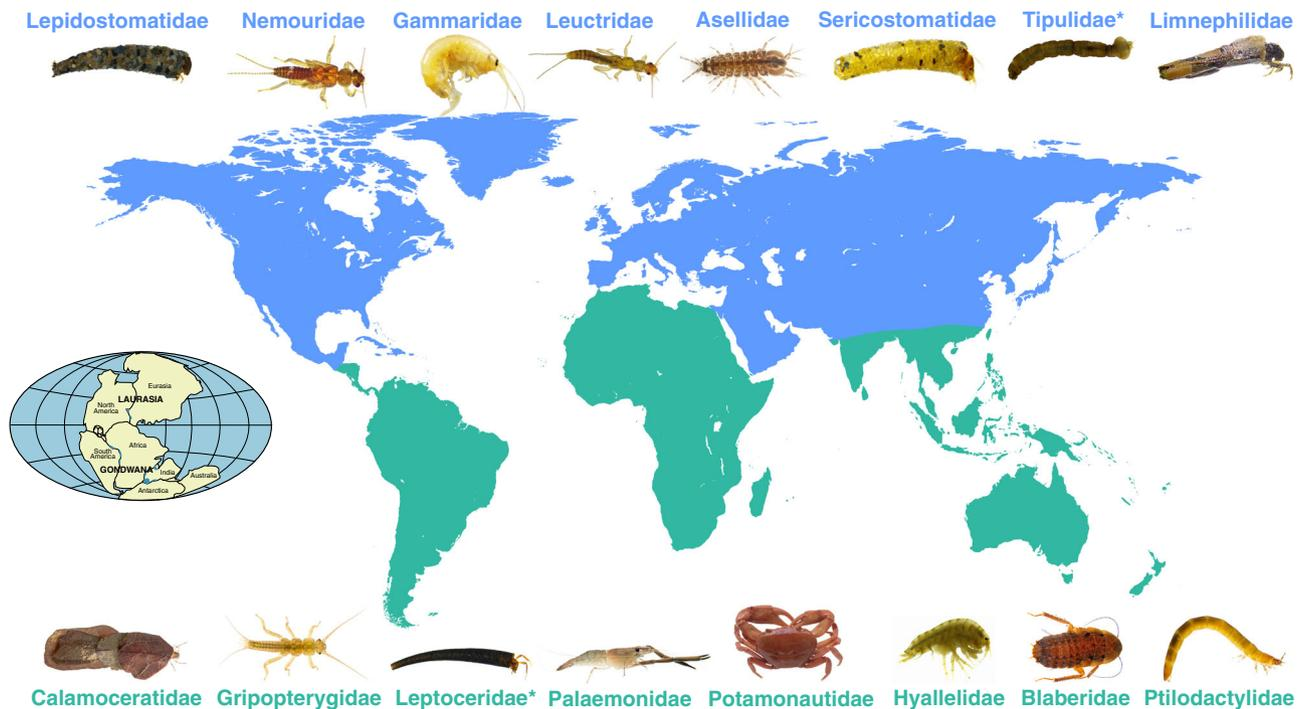 Lepidostomatidae Nemouridae Gammaridae Leuctridae Asellidae Sericostomatidae Tipulidae* Limnephilidae
Eurasia
LAURASIA
North
America
Africa
South
America
GONDWANA
India
Australia
Antarctica
Calamoceratidae Gripopterygidae Leptoceridae* Palaemonidae Potamonautidae Hyallelidae Blaberidae Ptilodactylidae